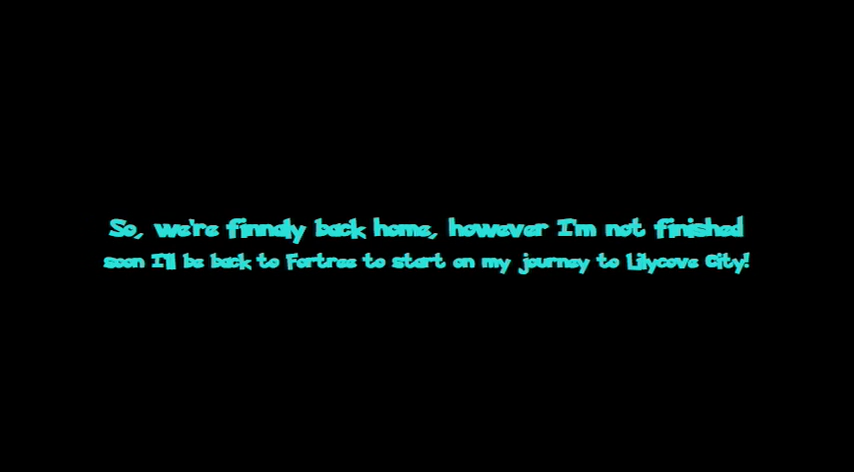 So, we're finnaly back home, however I'm not finished
soon I'll be back to Fortree to start on my journey to Lilycove City!